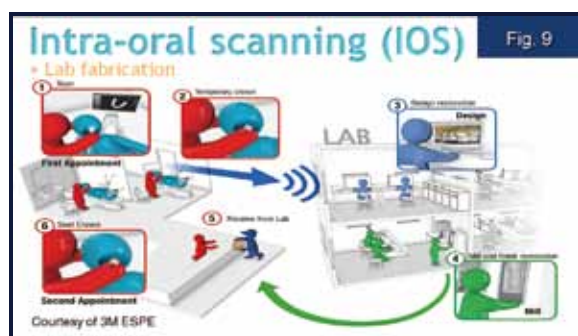 Intra-oral scanning (IOS)
Fig. 9
• Lab fabrication
1
Scan
2
Temporary crown
3
Design restoration
Design
First Appointment
LAB
6
Seat Crown
5
Receive from Lab
4
Mill
Second Appointment
Courtesy of 3M ESPE